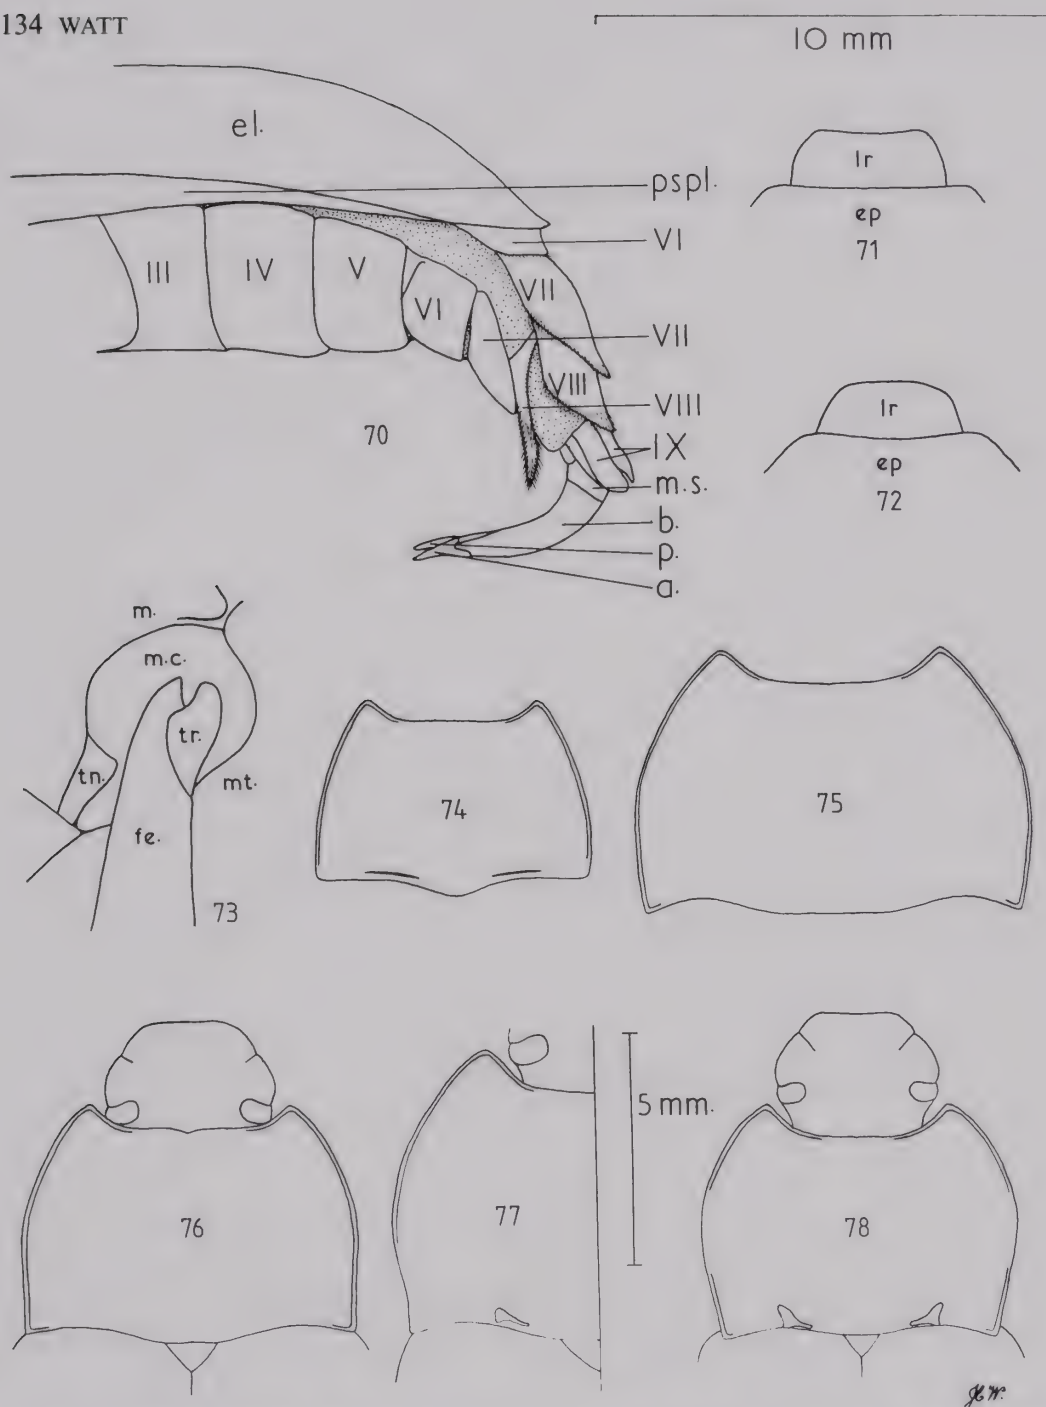 134 WATT
10 mm
el.
pspl.
lr
ep
71
VI
III
IV
V
VI
VII
VII
VIII
VIII
70
IX
m.s.
b.
p.
a.
lr
ep
72
m.
m.c.
tr.
tn.
mt.
fe.
73
74
75
76
77
5 mm.
78
J.C.W.